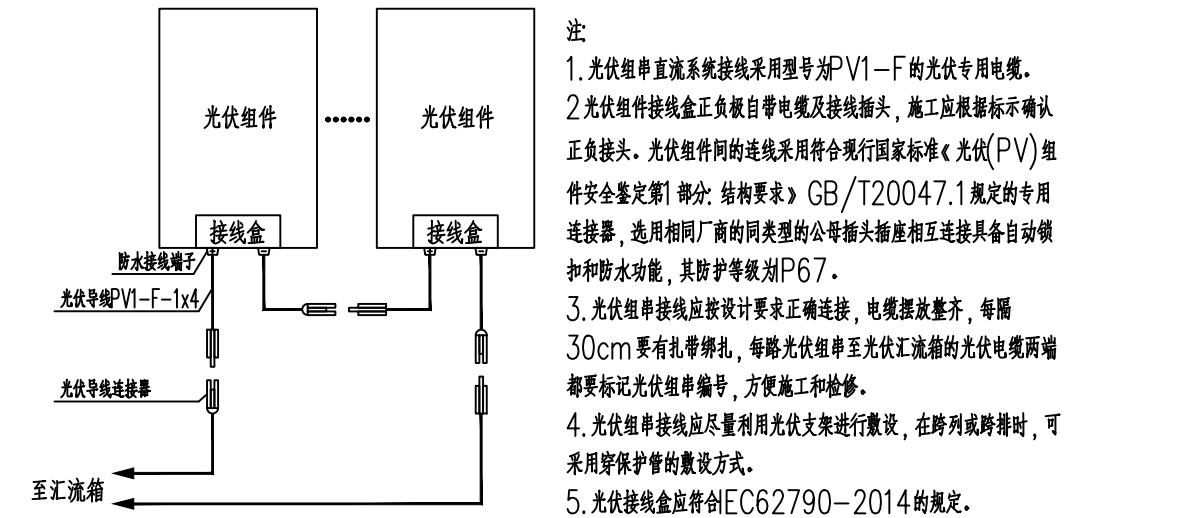 光伏组件
光伏组件
接线盒
接线盒
防水接线端子
光伏导线PV1-F-1x4
光伏导线连接器
至汇流箱
注:
1.光伏组串直流系统接线采用型号为PV1-F的光伏专用电缆。
2光伏组件接线盒正负极自带电缆及接线插头,施工应根据标示确认
正负接头。光伏组件间的连线采用符合现行国家标准《光伏(PV)组
件安全鉴定第1部分:结构要求》GB/T20047.1规定的专用
连接器,选用相同厂商的同类型的公母插头插座相互连接具备自动锁
扣和防水功能,其防护等级为IP67。
3.光伏组串接线应按设计要求正确连接,电缆摆放整齐,每隔
30cm要有扎带绑扎,每路光伏组串至光伏汇流箱的光伏电缆两端
都要标记光伏组串编号,方便施工和检修。
4.光伏组串接线应尽量利用光伏支架进行敷设,在跨列或跨排时,可
采用穿保护管的敷设方式。
5.光伏接线盒应符合IEC62790-2014的规定。